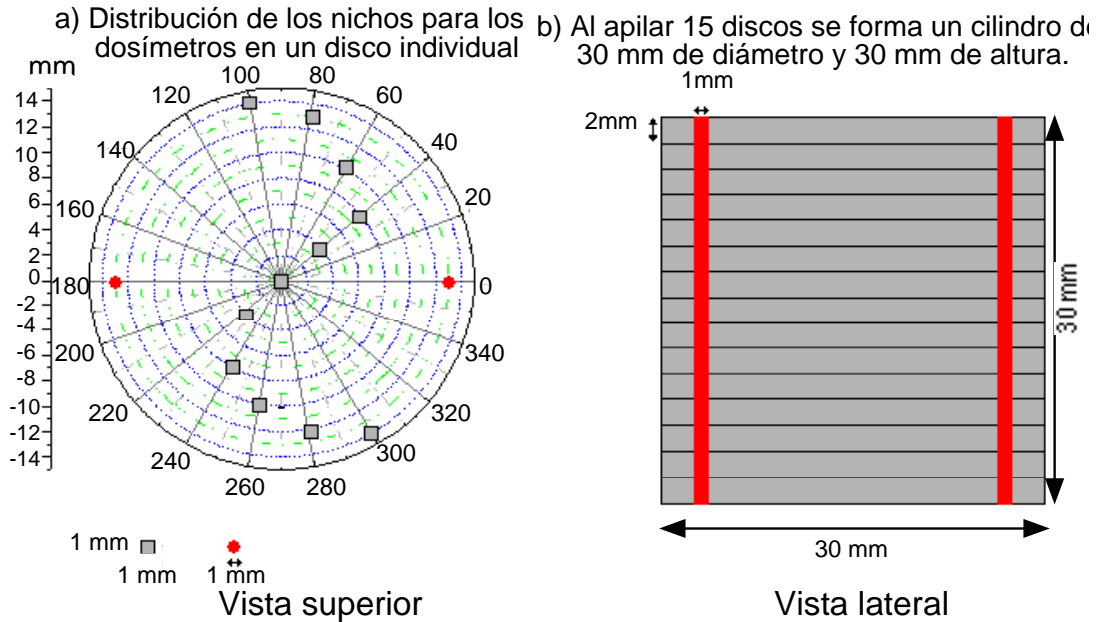 a) Distribución de los nichos para los
dosímetros en un disco individual
mm
14
12
10
8
6
4
2
0
-2
-4
-6
-8
-10
-12
-14
100
80
120
60
140
40
160
20
180
0
200
340
220
320
240
300
260
280
1 mm
1 mm
1 mm
Vista superior
b) Al apilar 15 discos se forma un cilindro de
30 mm de diámetro y 30 mm de altura.
1mm
2mm
30 mm
30 mm
Vista lateral